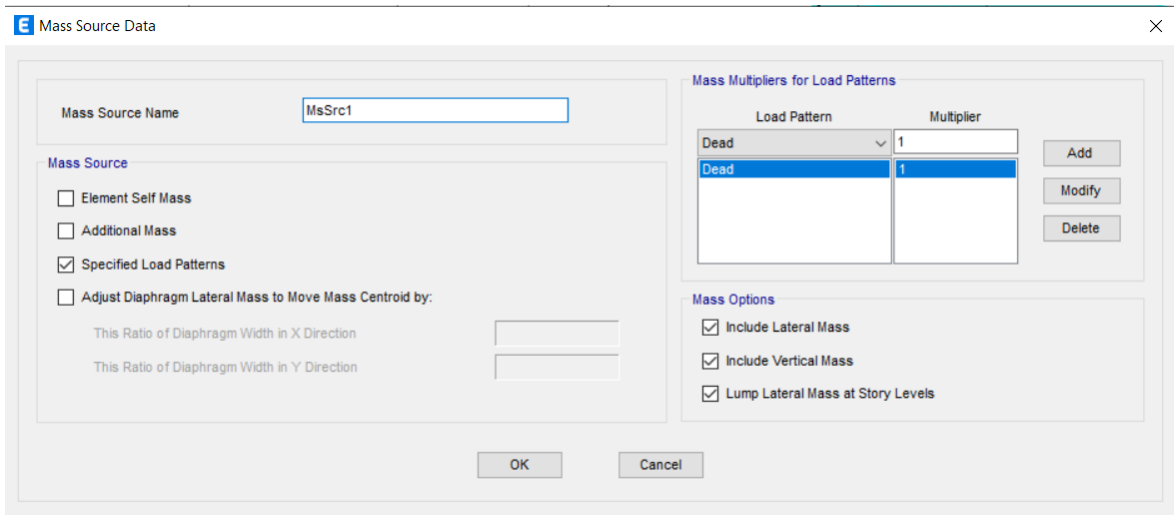 E Mass Source Data
Mass Source Name
MsSrc1
Mass Source
Element Self Mass
Additional Mass
Specified Load Patterns
Adjust Diaphragm Lateral Mass to Move Mass Centroid by:
This Ratio of Diaphragm Width in X Direction
This Ratio of Diaphragm Width in Y Direction
Mass Multipliers for Load Patterns
Load Pattern Multiplier
Dead 1
Dead 1
Add
Modify
Delete
Mass Options
Include Lateral Mass
Include Vertical Mass
Lump Lateral Mass at Story Levels
OK Cancel